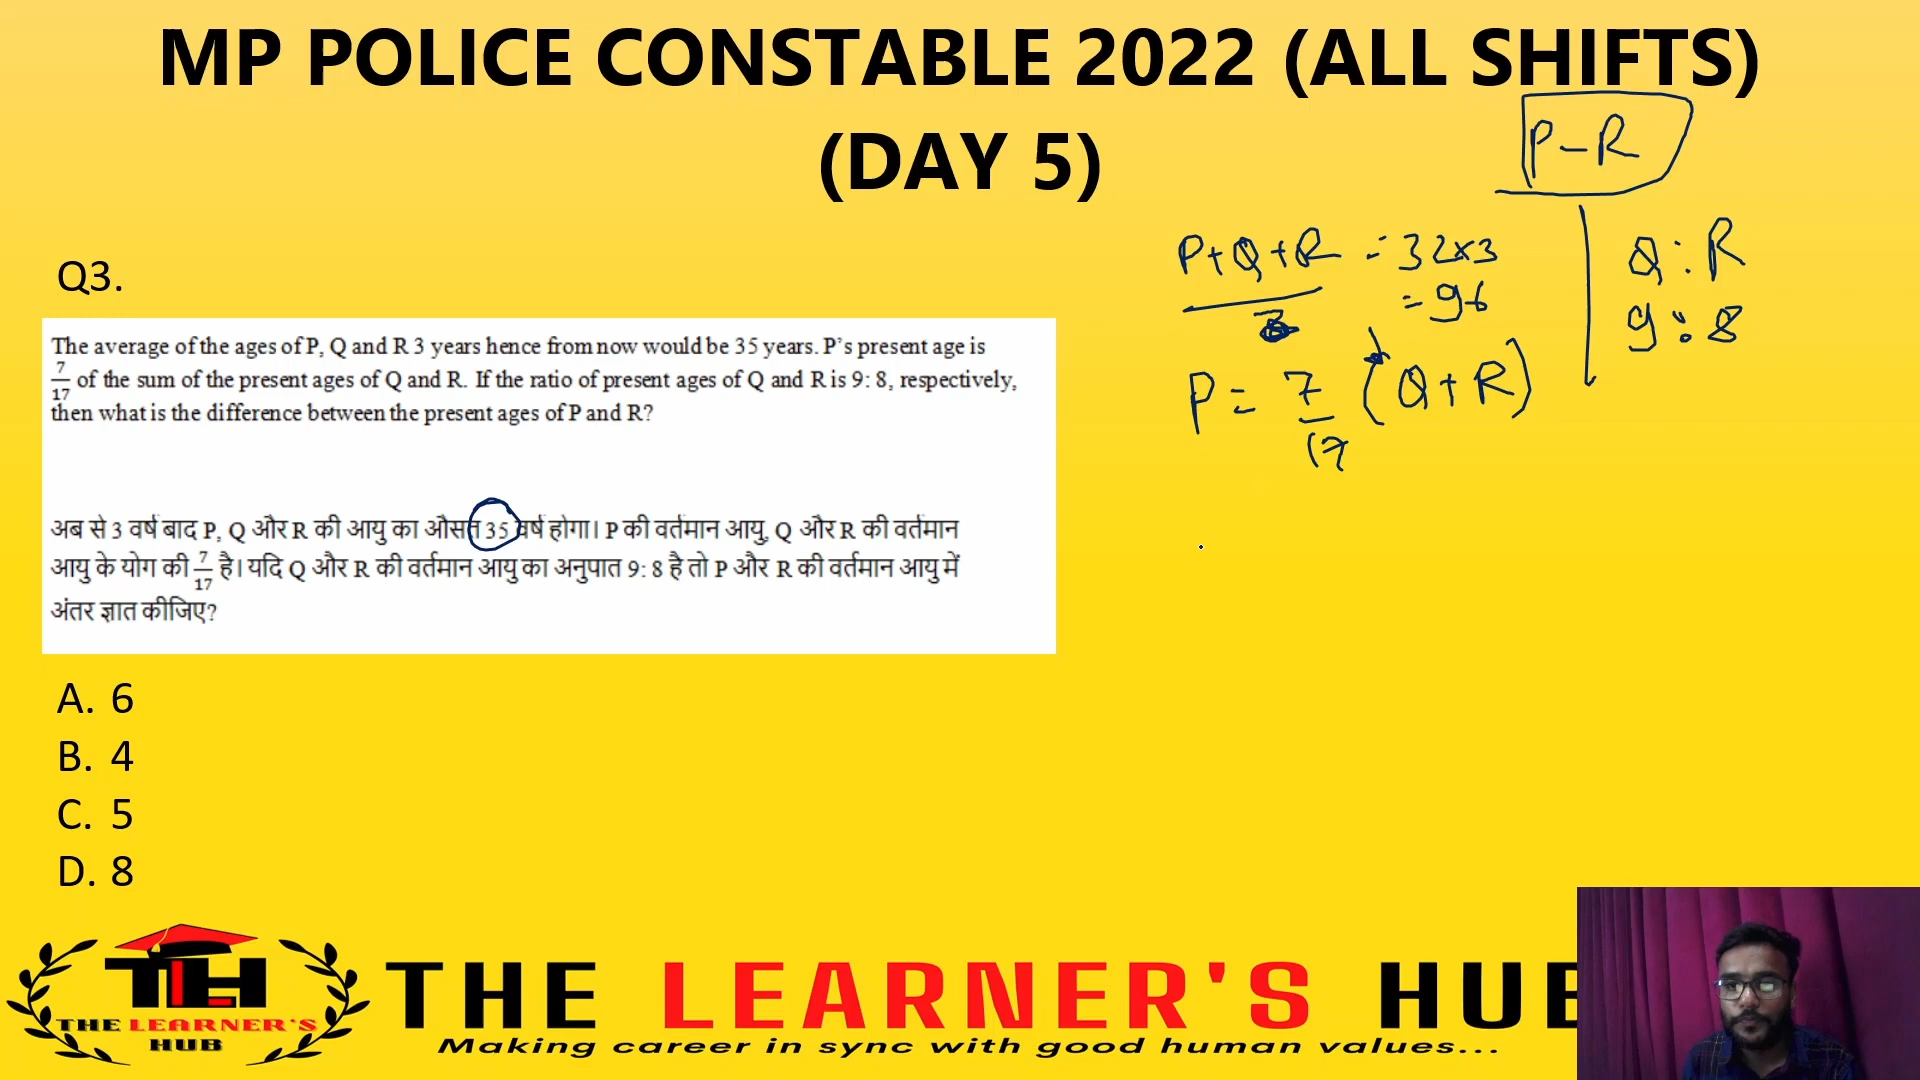 MP POLICE CONSTABLE 2022 (ALL SHIFTS)
(DAY 5)
P-R
Q3.
The average of the ages of P, Q and R 3 years hence from now would be 35 years. P's present age is
7/17 of the sum of the present ages of Q and R. If the ratio of present ages of Q and R is 9: 8, respectively,
then what is the difference between the present ages of P and R?
अब से 3 वर्ष बाद P, Q और R की आयु का औसत 35 वर्ष होगा। P की वर्तमान आयु, Q और R की वर्तमान
आयु के योग की 7/17 है। यदि Q और R की वर्तमान आयु का अनुपात 9: 8 है तो P और R की वर्तमान आयु में
अंतर ज्ञात कीजिए?
A. 6
B. 4
C. 5
D. 8
P+Q+R = 32x3
3
= 96
P = 7/17 (Q+R)
Q : R
9 : 8
TLH
THE LEARNER'S
HUB
THE LEARNER'S HUB
Making career in sync with good human values...